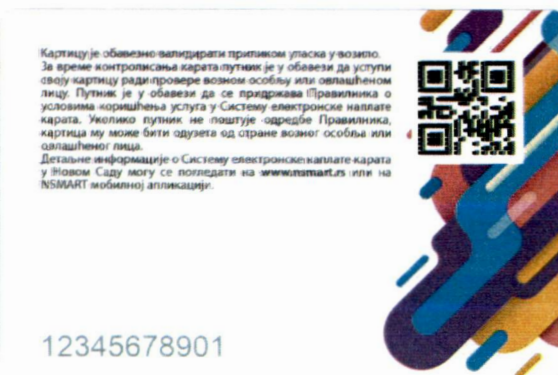 Картицу је обавезно валидирати приликом уласка у возило.
За време контролисања карата путник је у обавези да уступи
своју картицу ради провере возном особљу или овлашћеном
лицу. Путник је у обавези да се придржава Правилника о
условима коришћења услуга у Систему електронске наплате
карата. Уколико путник не поштује одредбе Правилника,
картица му може бити одузета од стране возног особља или
овлашћеног лица.
Детаљне информације о Систему електронске наплате карата
у Новом Саду могу се погледати на www.nsmart.rs или на
NSMART мобилној апликацији.
12345678901